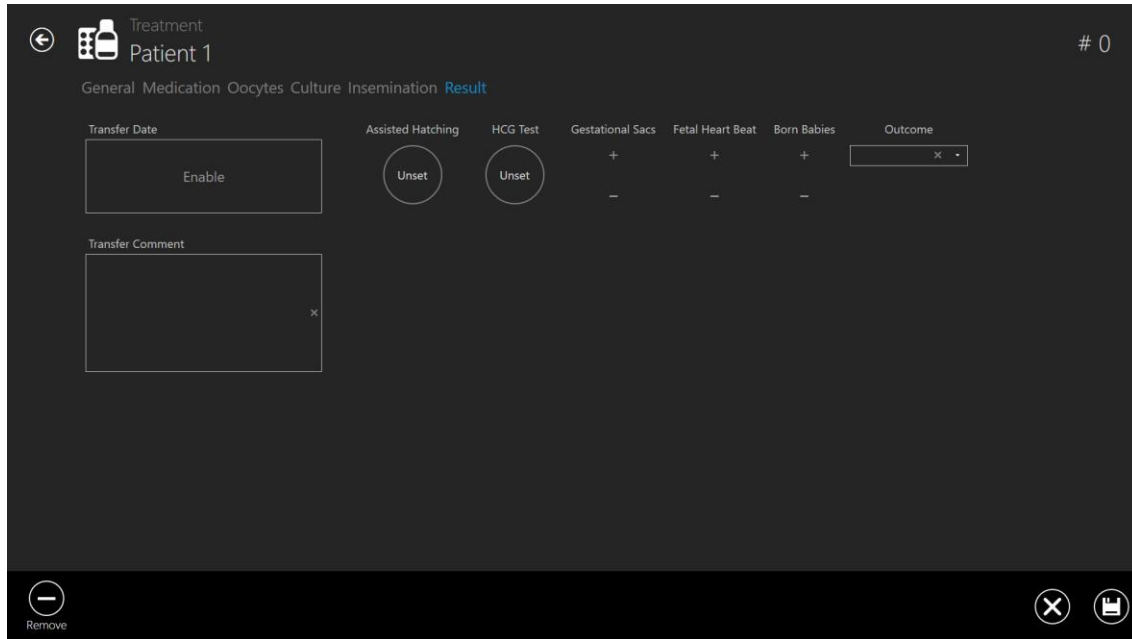 Treatment
Patient 1
# 0
General Medication Oocytes Culture Insemination Result
Transfer Date
Assisted Hatching
HCG Test
Gestational Sacs
Fetal Heart Beat
Born Babies
Outcome
Enable
Unset
Unset
+
+
+
×
−
−
−
Transfer Comment
×
Remove